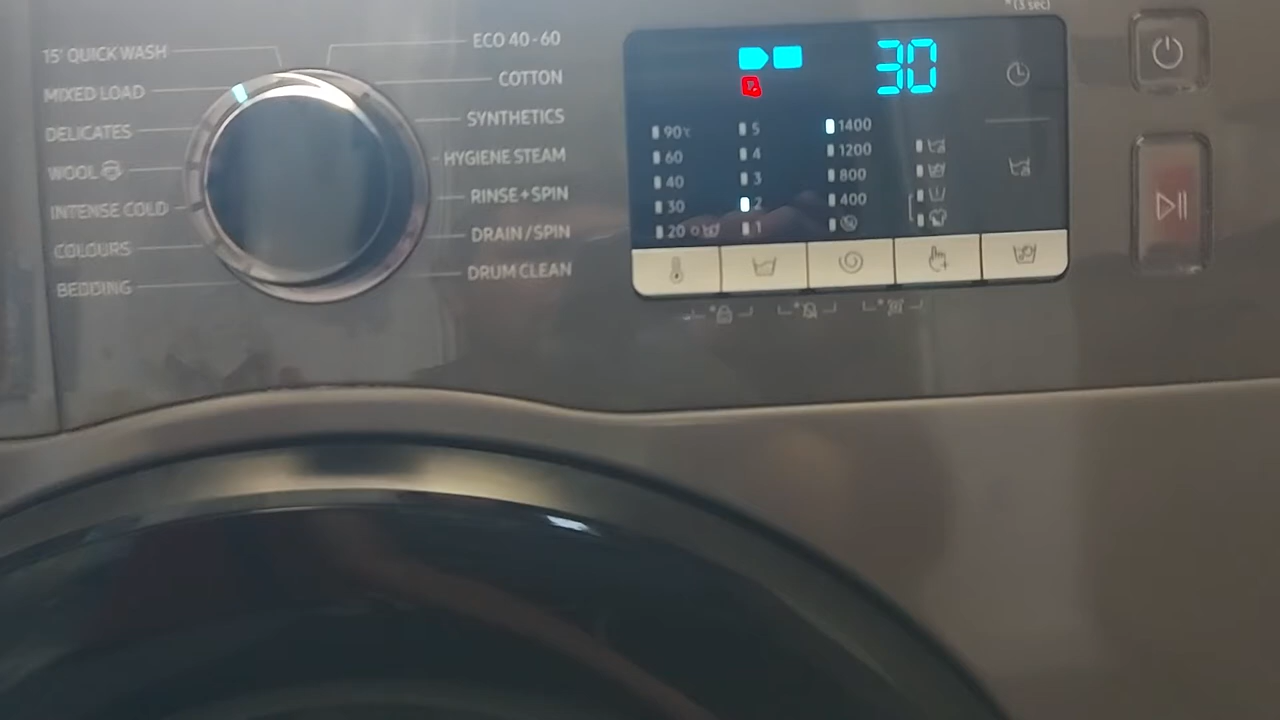 *(3 sec)
15' QUICK WASH
MIXED LOAD
DELICATES
WOOL
INTENSE COLD
COLOURS
BEDDING
ECO 40-60
COTTON
SYNTHETICS
HYGIENE STEAM
RINSE+SPIN
DRAIN/SPIN
DRUM CLEAN
30
90℃ 5 1400
60 4 1200
40 3 800
30 2 400
20 1